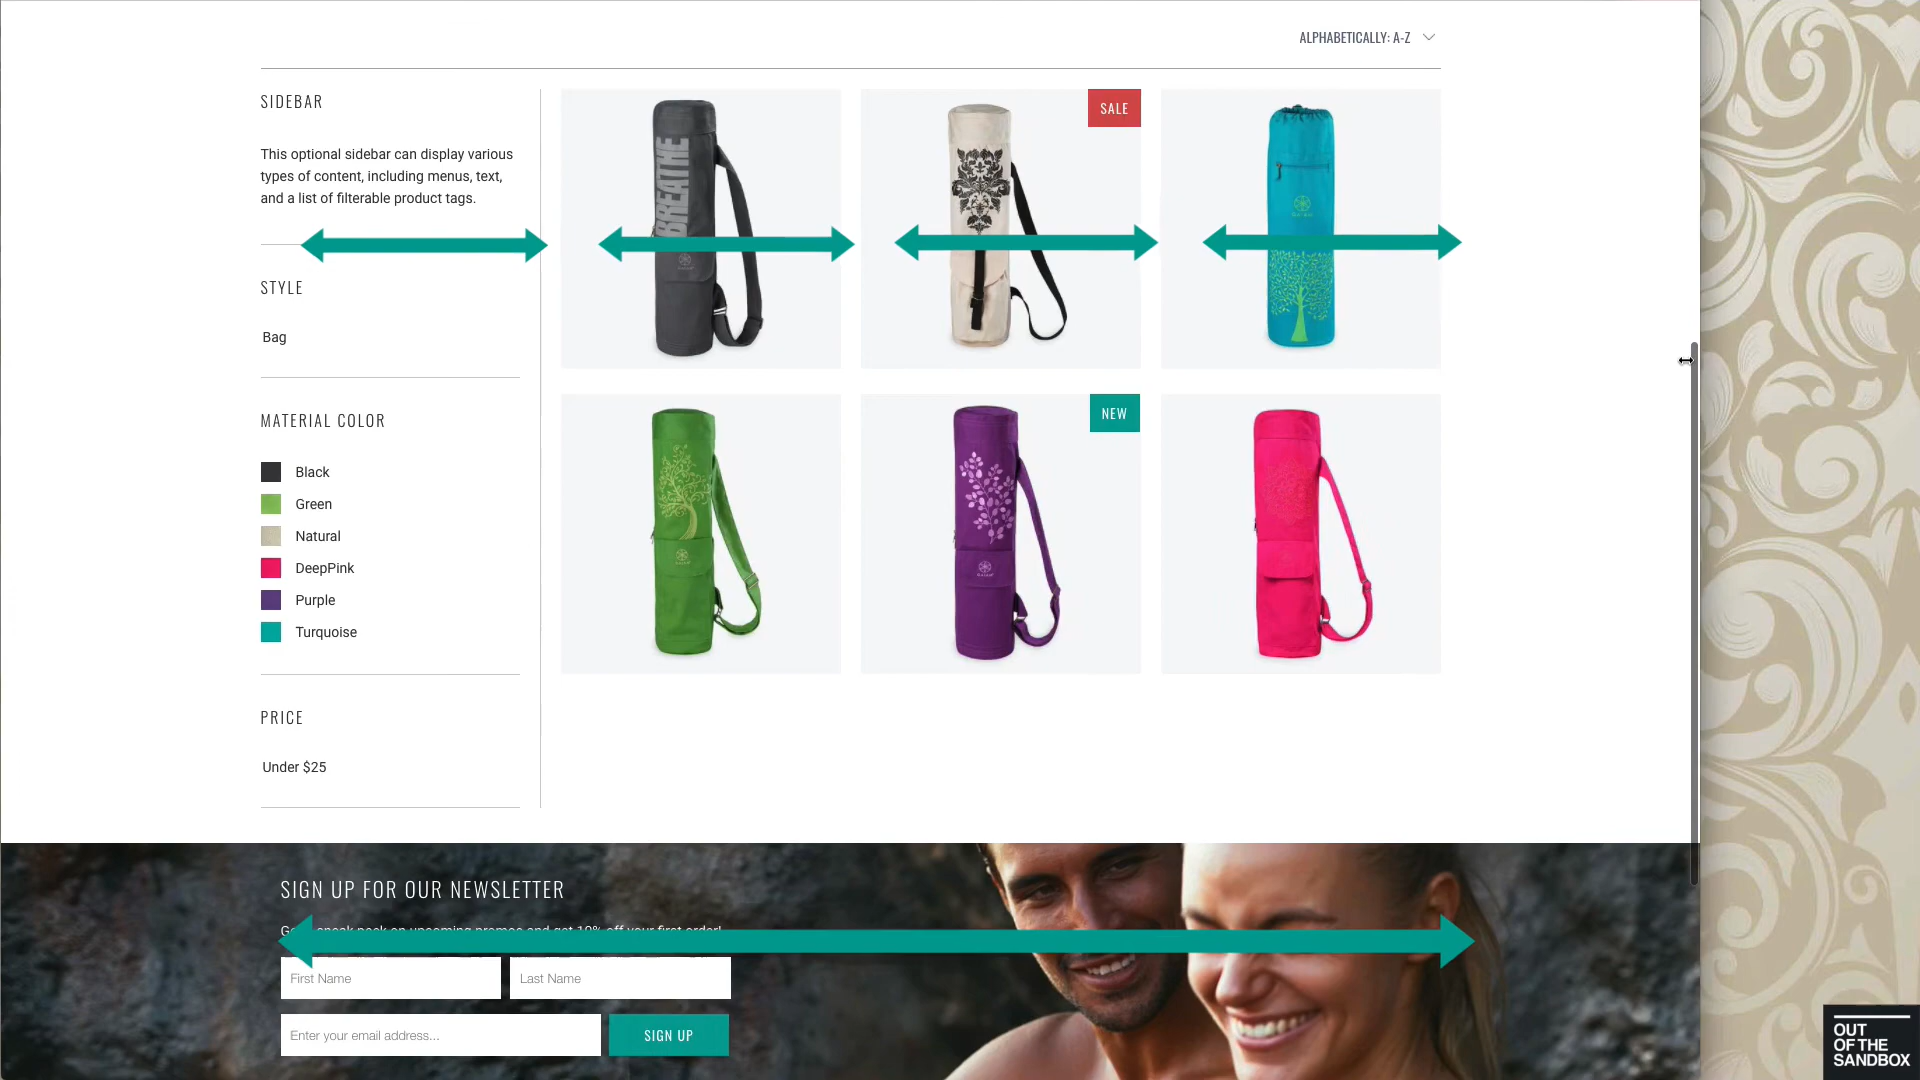 ALPHABETICALLY: A-Z
SIDEBAR
This optional sidebar can display various
types of content, including menus, text,
and a list of filterable product tags.
STYLE
Bag
MATERIAL COLOR
Black
Green
Natural
DeepPink
Purple
Turquoise
PRICE
Under $25
BREATHE
SALE
NEW
SIGN UP FOR OUR NEWSLETTER
sneak peek on upcoming promos and get 10% off your first order!
First Name
Last Name
Enter your email address...
SIGN UP
OUT
OF THE
SANDBOX